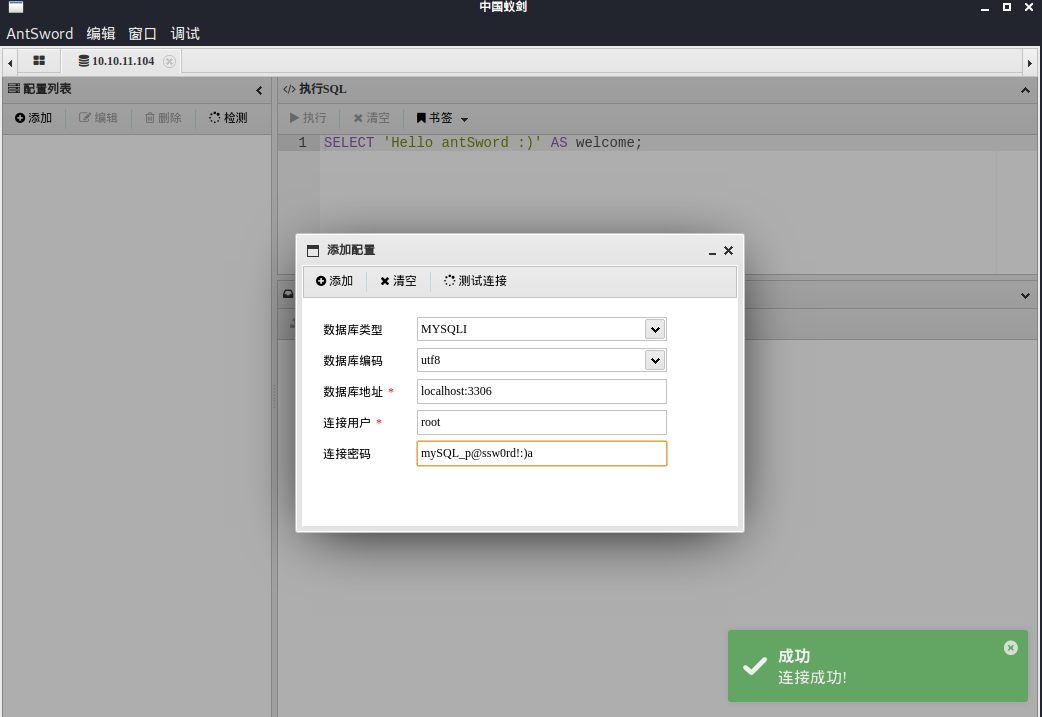 中国蚁剑
AntSword 编辑 窗口 调试
10.10.11.104
配置列表
添加 编辑 删除 检测
执行SQL
执行 清空 书签
1 SELECT 'Hello antSword :)' AS welcome;
添加配置
添加 清空 测试连接
数据库类型 MYSQLI
数据库编码 utf8
数据库地址 * localhost:3306
连接用户 * root
连接密码 mySQL_p@ssw0rd!:)a
成功
连接成功!